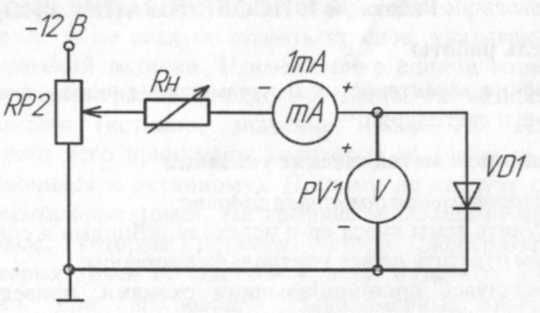 -12 В
RP2
Rн
1mA
- +
mA
+
PV1 V
-
VD1